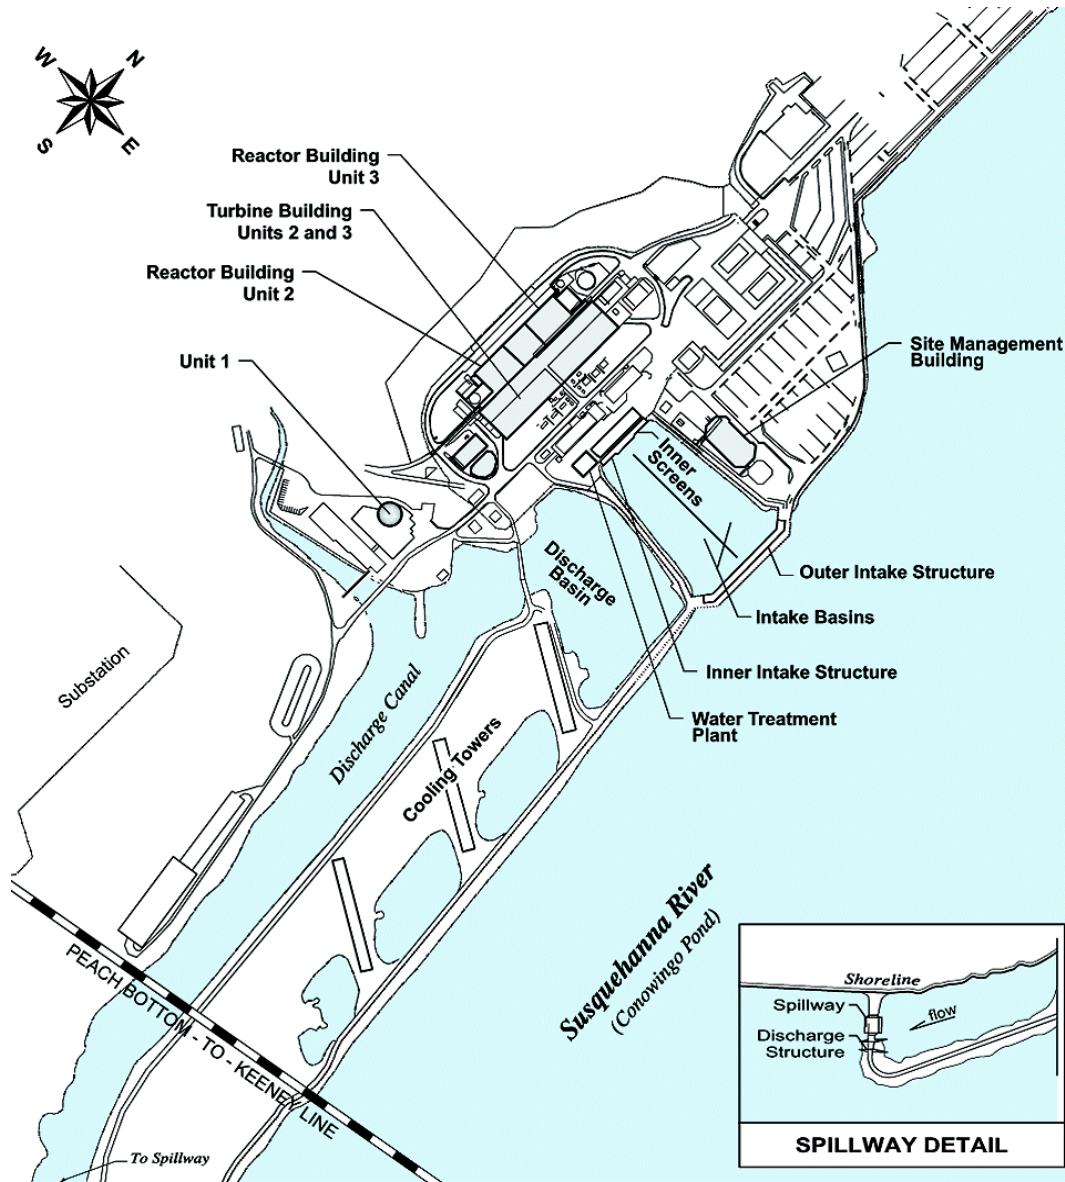 W
N
S
E
Reactor Building
Unit 3
Turbine Building
Units 2 and 3
Reactor Building
Unit 2
Unit 1
Site Management
Building
Inner
Screens
Discharge
Basin
Outer Intake Structure
Intake Basins
Inner Intake Structure
Water Treatment
Plant
Substation
Discharge Canal
Cooling Towers
Susquehanna River
(Conowingo Pond)
PEACH BOTTOM - TO - KEENEY LINE
To Spillway
Shoreline
Spillway
flow
Discharge
Structure
SPILLWAY DETAIL